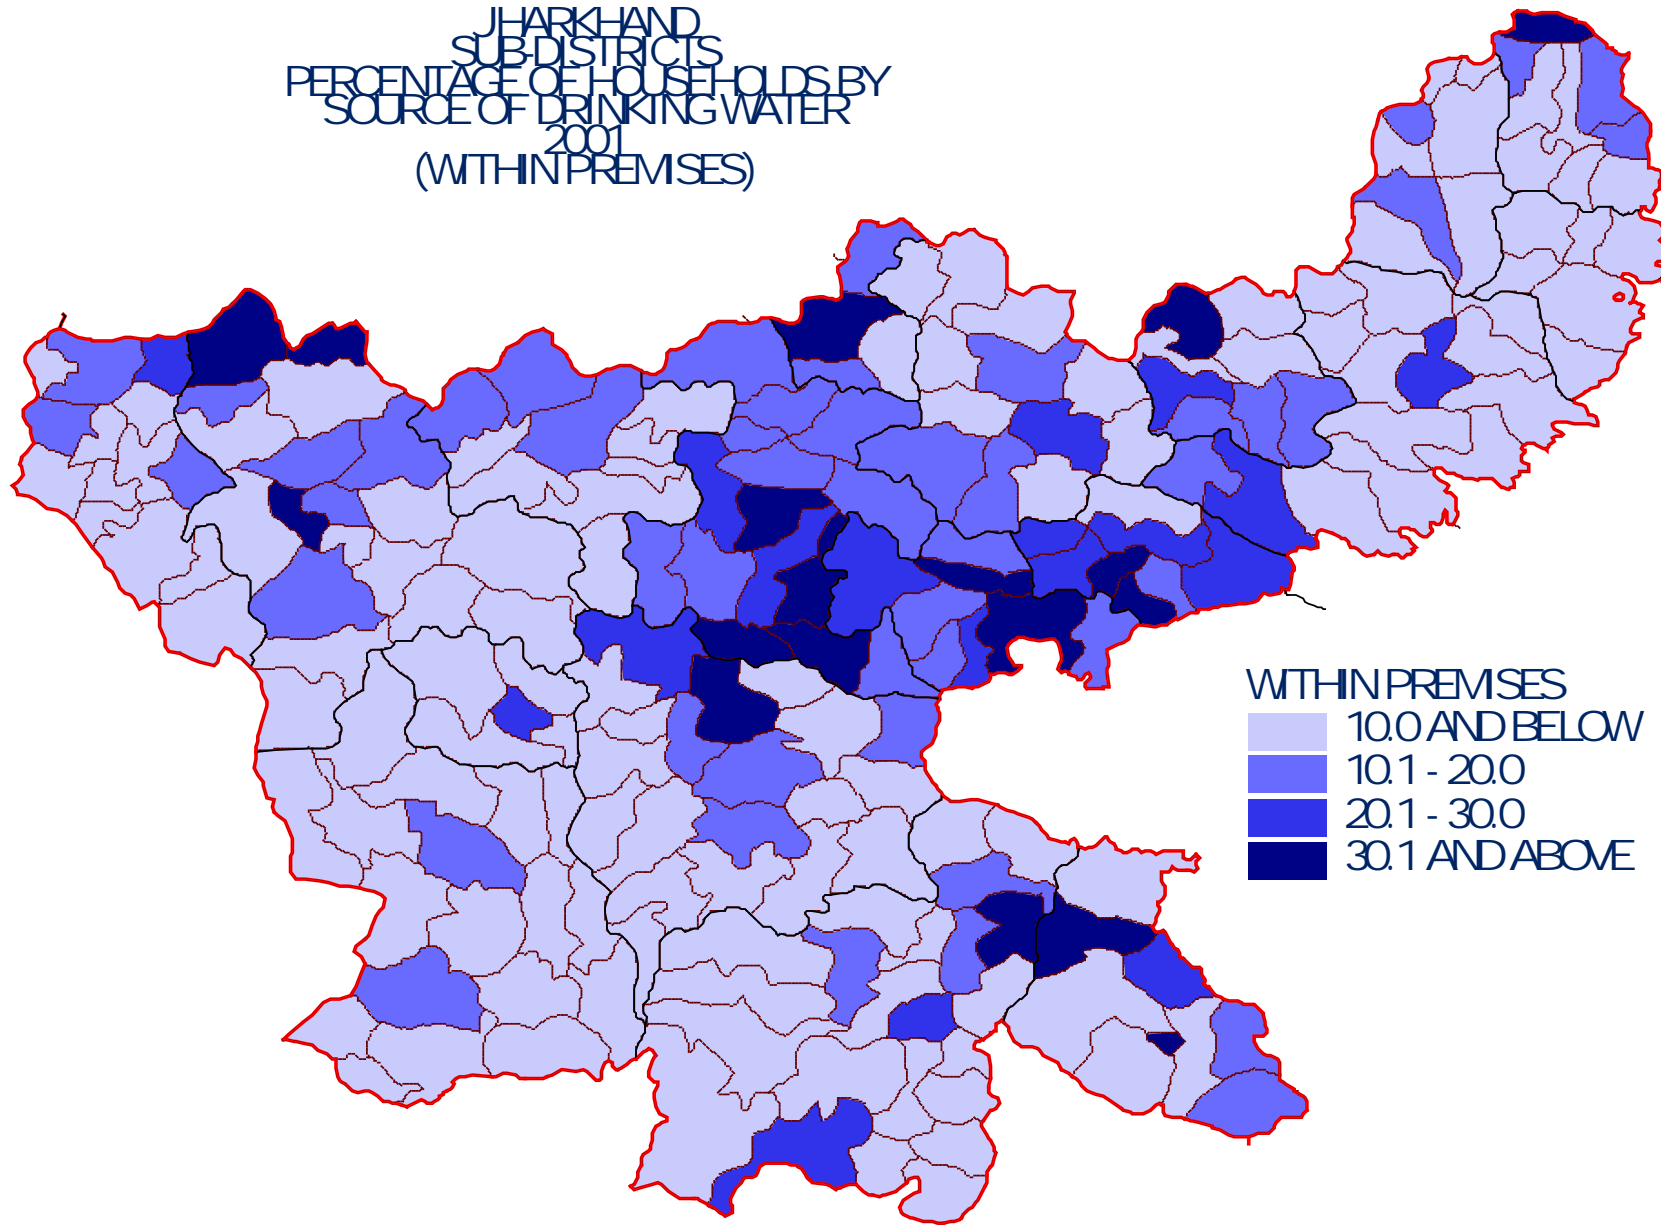 JHARKHAND
SUB-DISTRICTS
PERCENTAGE OF HOUSEHOLDS BY
SOURCE OF DRINKING WATER
2001
(WITHIN PREMISES)
WITHIN PREMISES
10.0 AND BELOW
10.1 - 20.0
20.1 - 30.0
30.1 AND ABOVE